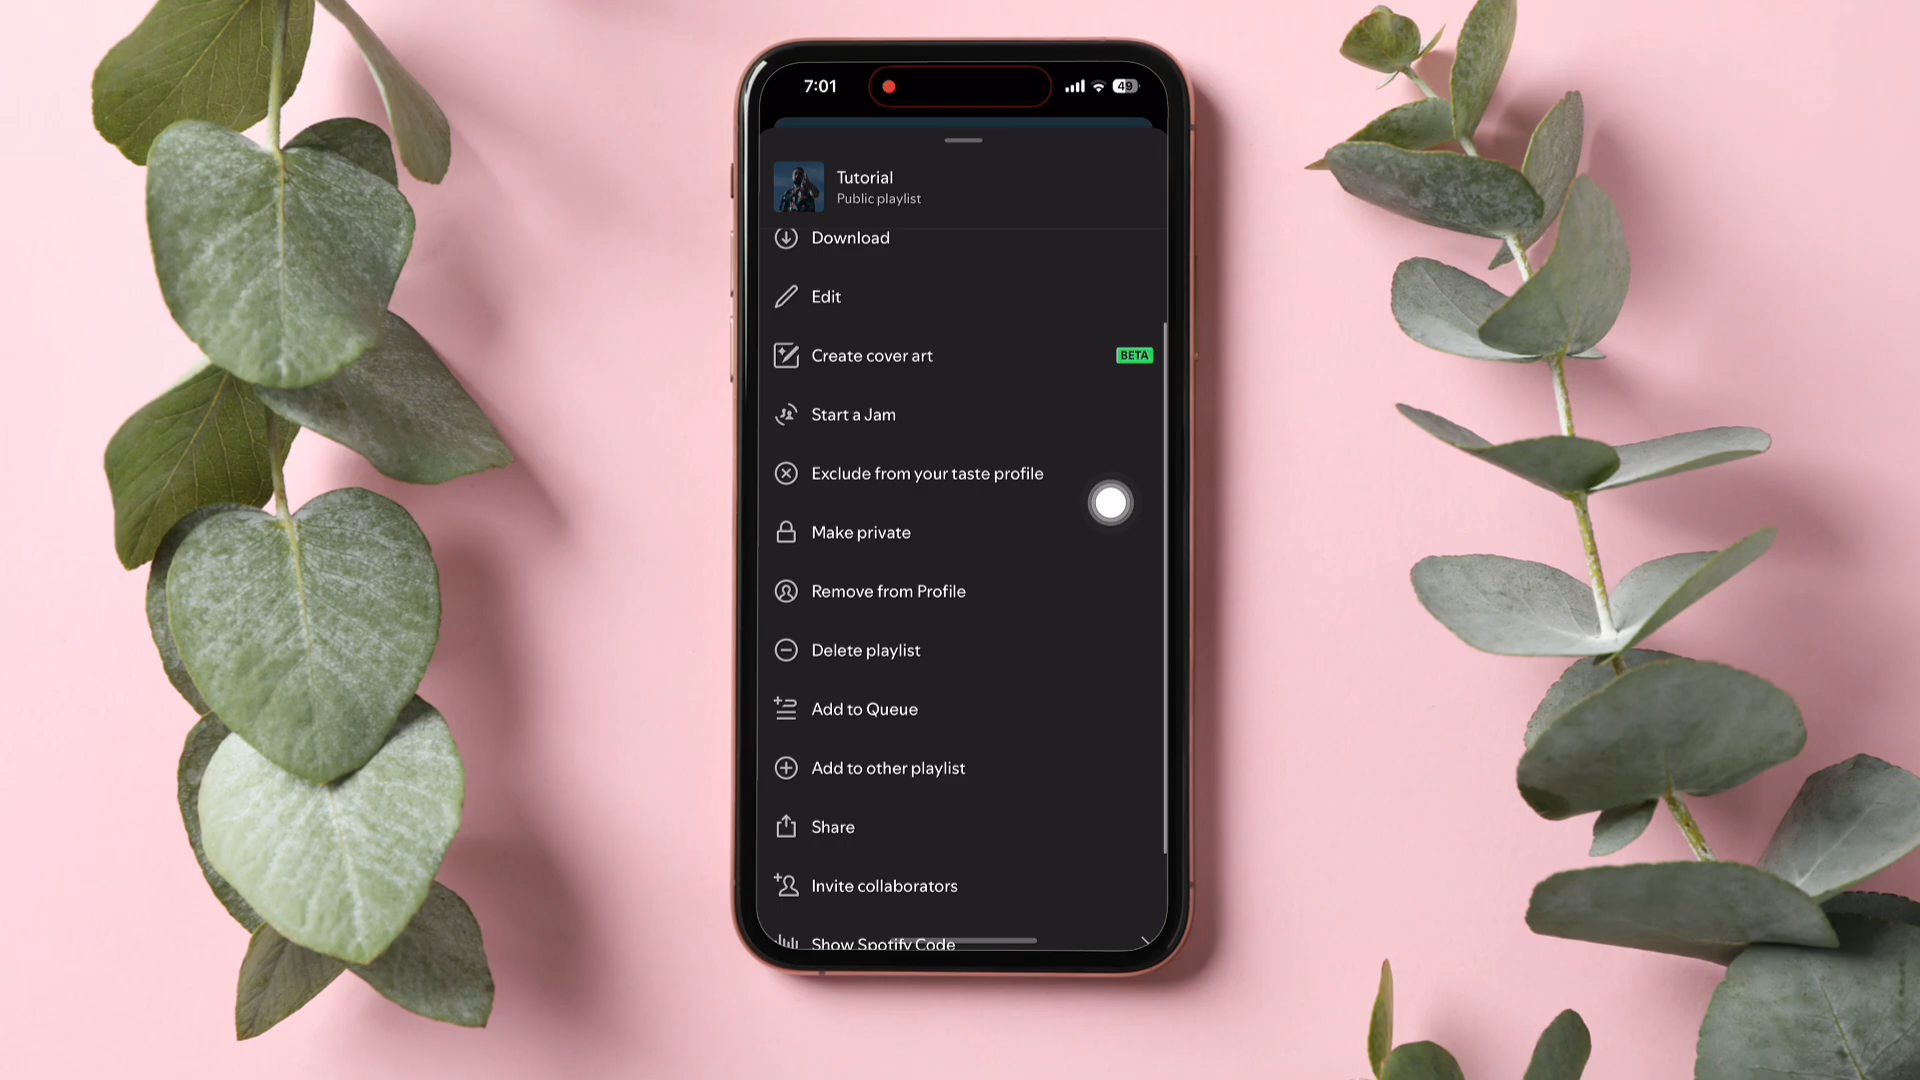 7:01
49
Tutorial
Public playlist
Download
Edit
Create cover art
BETA
Start a Jam
Exclude from your taste profile
Make private
Remove from Profile
Delete playlist
Add to Queue
Add to other playlist
Share
Invite collaborators
Show Spotify Code